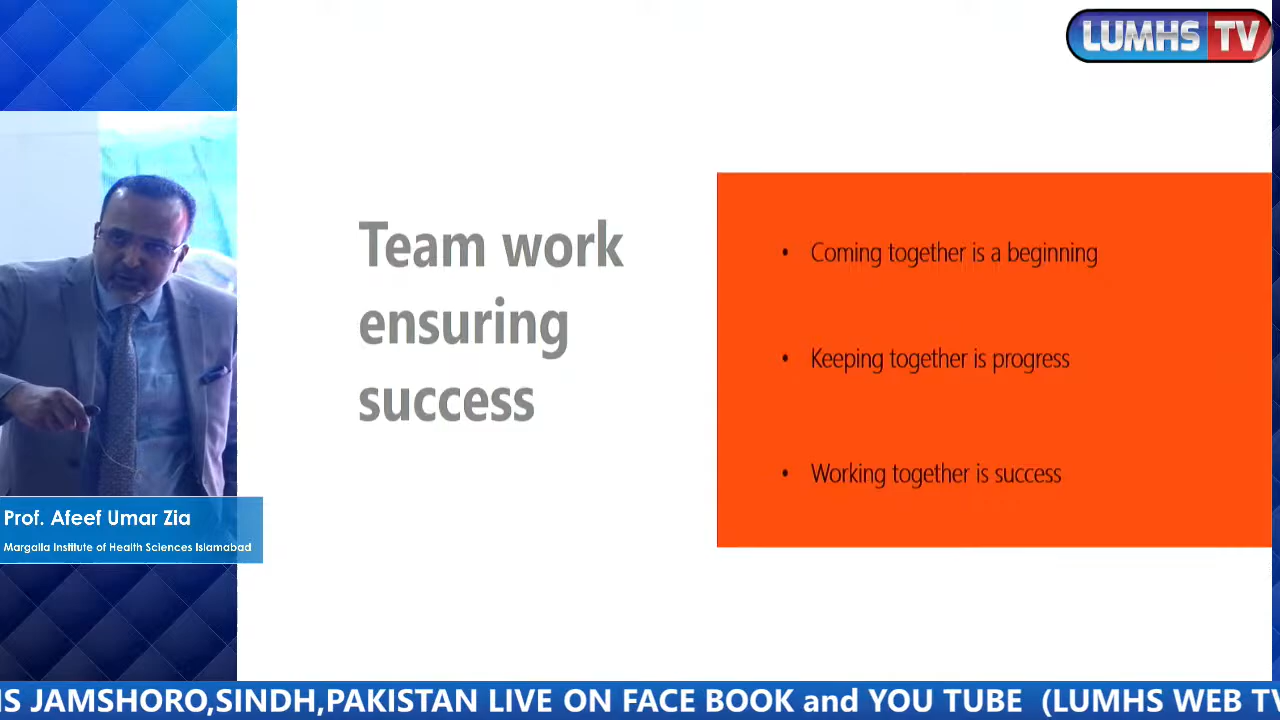 LUMHS TV
Team work
ensuring
success
• Coming together is a beginning
• Keeping together is progress
• Working together is success
Prof. Afeef Umar Zia
Margalla Institute of Health Sciences Islamabad
JAMSHORO,SINDH,PAKISTAN LIVE ON FACE BOOK and YOU TUBE (LUMHS WEB TV